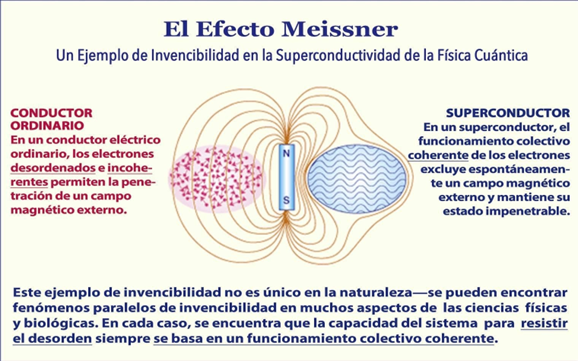 El Efecto Meissner
Un Ejemplo de Invencibilidad en la Superconductividad de la Física Cuántica
CONDUCTOR
ORDINARIO
En un conductor eléctrico
ordinario, los electrones
desordenados e incohe-
rentes permiten la pene-
tración de un campo
magnético externo.
N
S
SUPERCONDUCTOR
En un superconductor, el
funcionamiento colectivo
coherente de los electrones
excluye espontáneamen-
te un campo magnético
externo y mantiene su
estado impenetrable.
Este ejemplo de invencibilidad no es único en la naturaleza—se pueden encontrar
fenómenos paralelos de invencibilidad en muchos aspectos de las ciencias físicas
y biológicas. En cada caso, se encuentra que la capacidad del sistema para resistir
el desorden siempre se basa en un funcionamiento colectivo coherente.